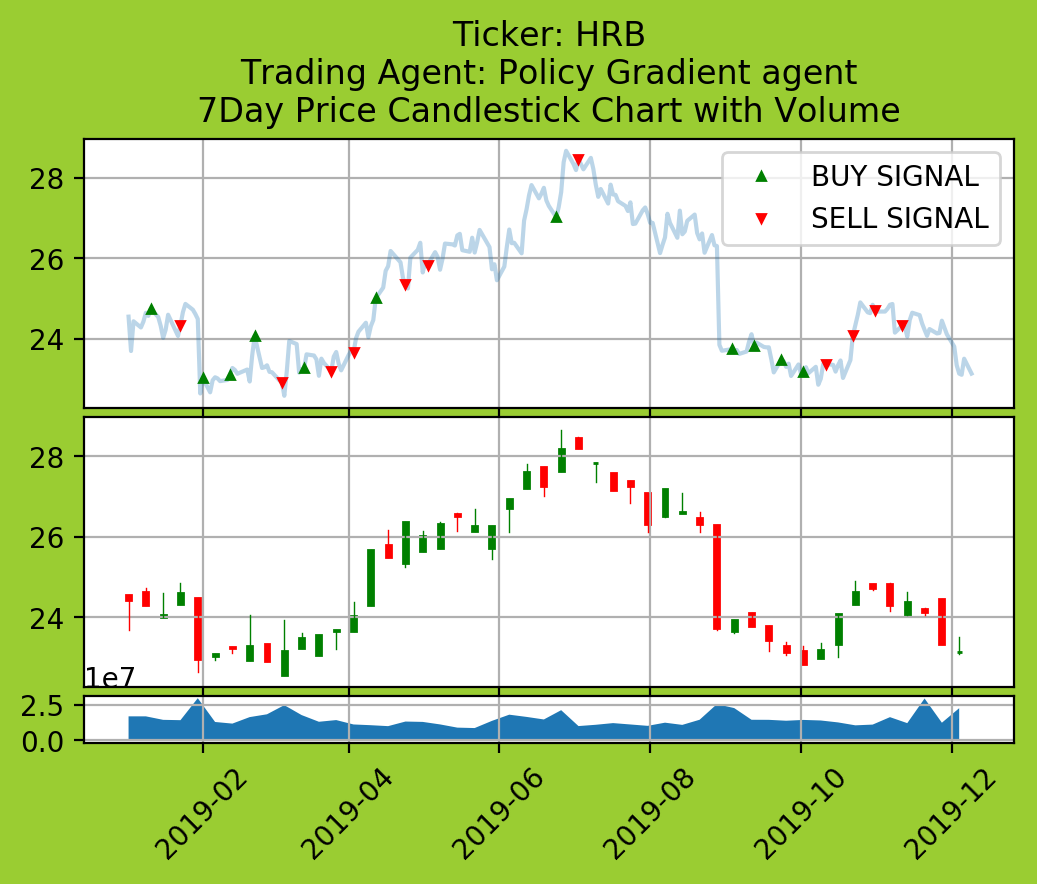 Ticker: HRB
Trading Agent: Policy Gradient agent
7Day Price Candlestick Chart with Volume
28
26
24
BUY SIGNAL
SELL SIGNAL
28
26
24
1e7
2.5
0.0
2019-02
2019-04
2019-06
2019-08
2019-10
2019-12